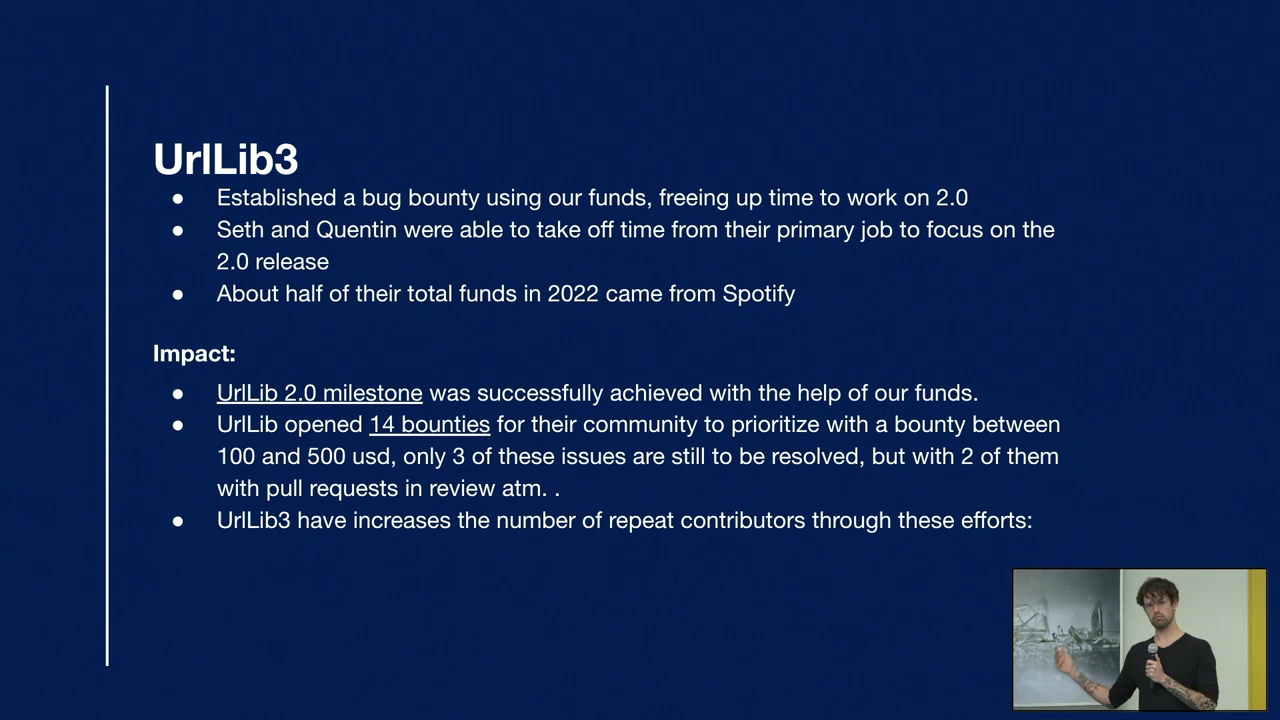 UrlLib3
● Established a bug bounty using our funds, freeing up time to work on 2.0
● Seth and Quentin were able to take off time from their primary job to focus on the
2.0 release
● About half of their total funds in 2022 came from Spotify
Impact:
● UrlLib 2.0 milestone was successfully achieved with the help of our funds.
● UrlLib opened 14 bounties for their community to prioritize with a bounty between
100 and 500 usd, only 3 of these issues are still to be resolved, but with 2 of them
with pull requests in review atm. .
● UrlLib3 have increases the number of repeat contributors through these efforts: